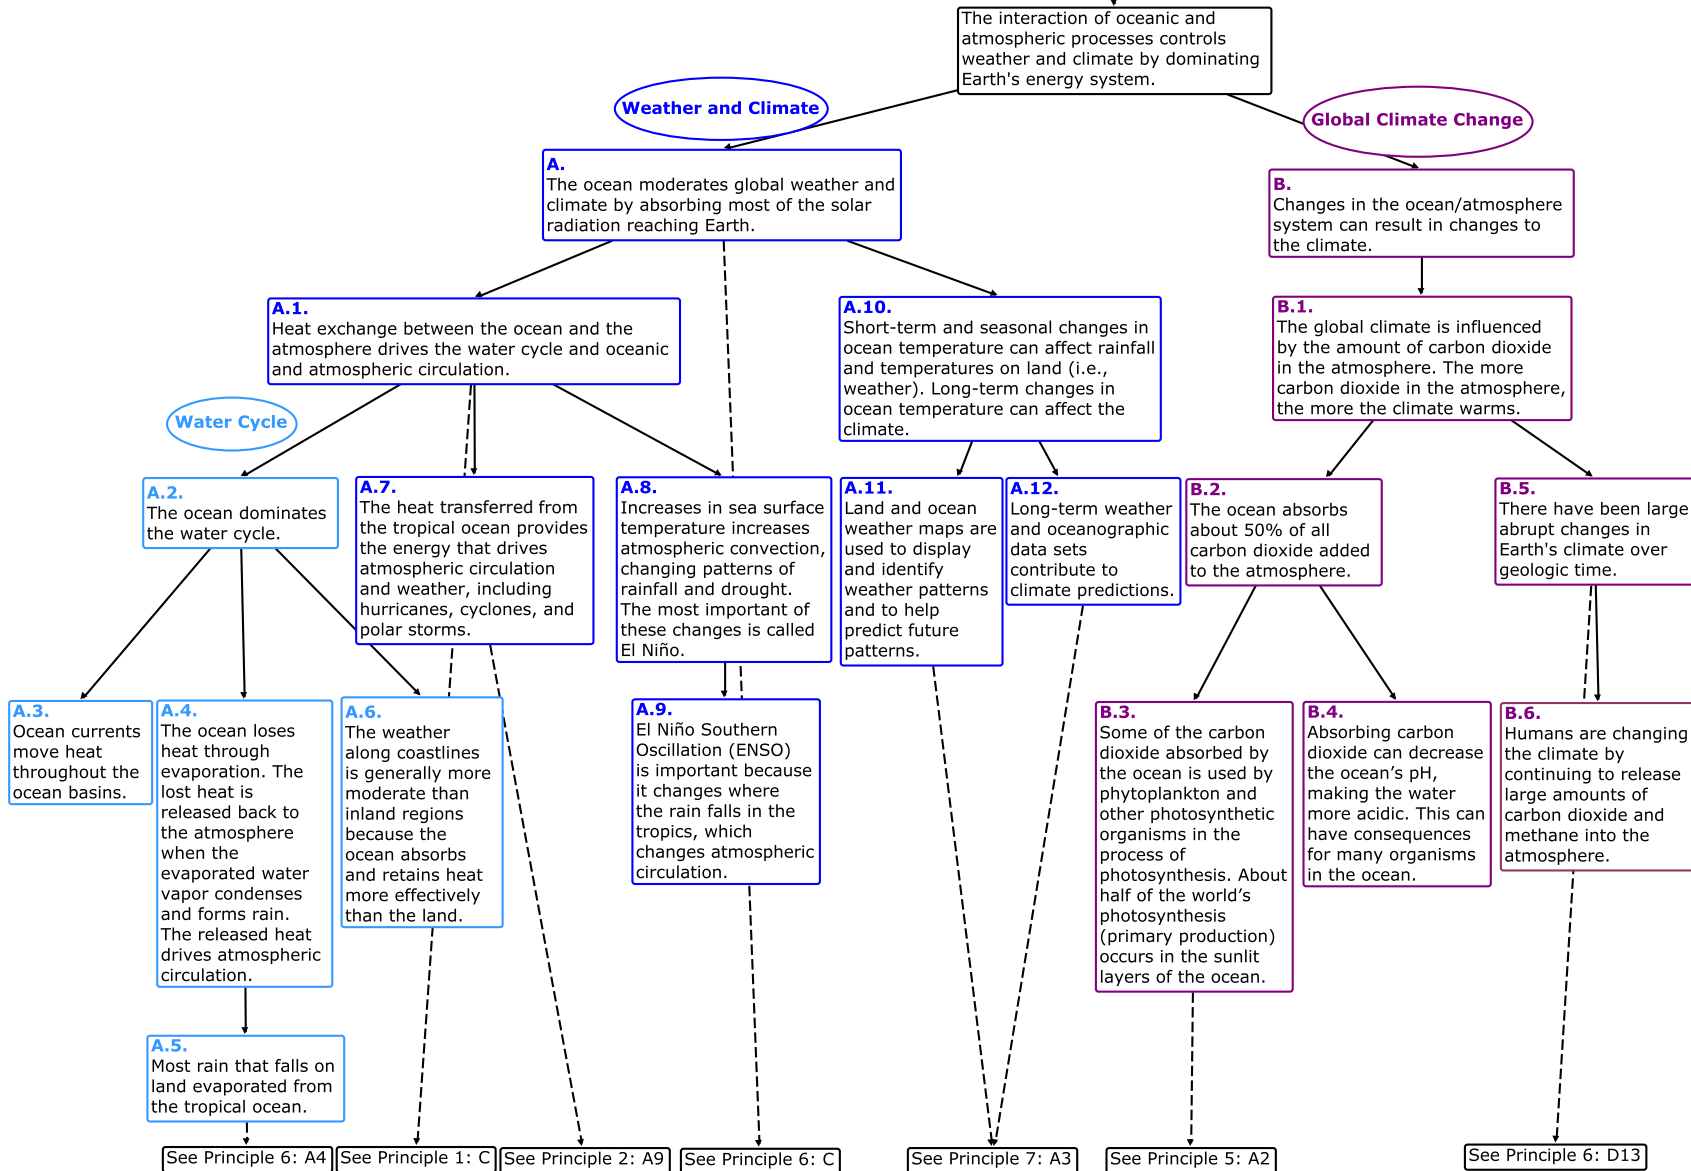 The interaction of oceanic and
atmospheric processes controls
weather and climate by dominating
Earth's energy system.
Weather and Climate
Global Climate Change
A.
The ocean moderates global weather and
climate by absorbing most of the solar
radiation reaching Earth.
B.
Changes in the ocean/atmosphere
system can result in changes to
the climate.
A.1.
Heat exchange between the ocean and the
atmosphere drives the water cycle and oceanic
and atmospheric circulation.
A.10.
Short-term and seasonal changes in
ocean temperature can affect rainfall
and temperatures on land (i.e.,
weather). Long-term changes in
ocean temperature can affect the
climate.
B.1.
The global climate is influenced
by the amount of carbon dioxide
in the atmosphere. The more
carbon dioxide in the atmosphere,
the more the climate warms.
Water Cycle
A.2.
The ocean dominates
the water cycle.
A.7.
The heat transferred from
the tropical ocean provides
the energy that drives
atmospheric circulation
and weather, including
hurricanes, cyclones, and
polar storms.
A.8.
Increases in sea surface
temperature increases
atmospheric convection,
changing patterns of
rainfall and drought.
The most important of
these changes is called
El Niño.
A.11.
Land and ocean
weather maps are
used to display
and identify
weather patterns
and to help
predict future
patterns.
A.12.
Long-term weather
and oceanographic
data sets
contribute to
climate predictions.
B.2.
The ocean absorbs
about 50% of all
carbon dioxide added
to the atmosphere.
B.5.
There have been large
abrupt changes in
Earth's climate over
geologic time.
A.3.
Ocean currents
move heat
throughout the
ocean basins.
A.4.
The ocean loses
heat through
evaporation. The
lost heat is
released back to
the atmosphere
when the
evaporated water
vapor condenses
and forms rain.
The released heat
drives atmospheric
circulation.
A.6.
The weather
along coastlines
is generally more
moderate than
inland regions
because the
ocean absorbs
and retains heat
more effectively
than the land.
A.9.
El Niño Southern
Oscillation (ENSO)
is important because
it changes where
the rain falls in the
tropics, which
changes atmospheric
circulation.
B.3.
Some of the carbon
dioxide absorbed by
the ocean is used by
phytoplankton and
other photosynthetic
organisms in the
process of
photosynthesis. About
half of the world’s
photosynthesis
(primary production)
occurs in the sunlit
layers of the ocean.
B.4.
Absorbing carbon
dioxide can decrease
the ocean’s pH,
making the water
more acidic. This can
have consequences
for many organisms
in the ocean.
B.6.
Humans are changing
the climate by
continuing to release
large amounts of
carbon dioxide and
methane into the
atmosphere.
A.5.
Most rain that falls on
land evaporated from
the tropical ocean.
See Principle 6: A4
See Principle 1: C
See Principle 2: A9
See Principle 6: C
See Principle 7: A3
See Principle 5: A2
See Principle 6: D13